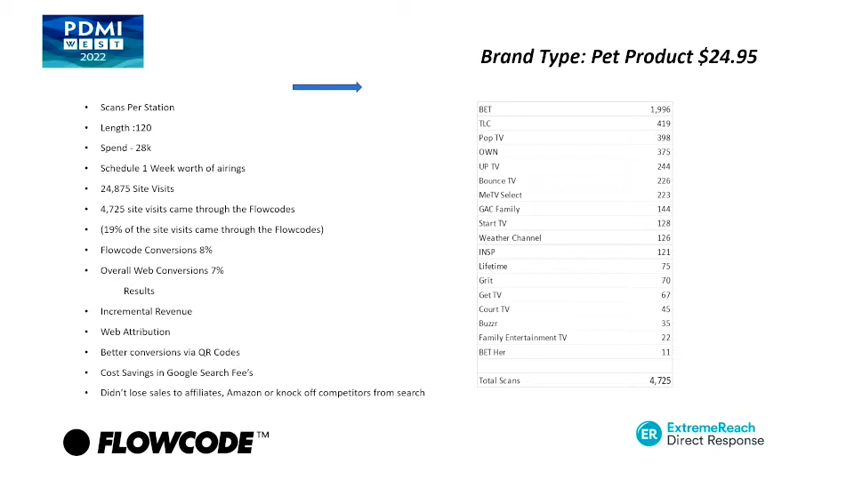 PDMI
WEST
2022
Brand Type: Pet Product $24.95
• Scans Per Station
• Length :120
• Spend - 28k
• Schedule 1 Week worth of airings
• 24,875 Site Visits
• 4,725 site visits came through the Flowcodes
• (19% of the site visits came through the Flowcodes)
• Flowcode Conversions 8%
• Overall Web Conversions 7%
Results
• Incremental Revenue
• Web Attribution
• Better conversions via QR Codes
• Cost Savings in Google Search Fee's
• Didn't lose sales to affiliates, Amazon or knock off competitors from search
BET 1,996
TLC 419
Pop TV 398
OWN 375
UP TV 244
Bounce TV 226
MeTV Select 223
GAC Family 144
Start TV 128
Weather Channel 126
INSP 121
Lifetime 75
Grit 70
Get TV 67
Court TV 45
Buzzr 35
Family Entertainment TV 22
BET Her 11
Total Scans 4,725
FLOWCODE™
ER ExtremeReach
Direct Response